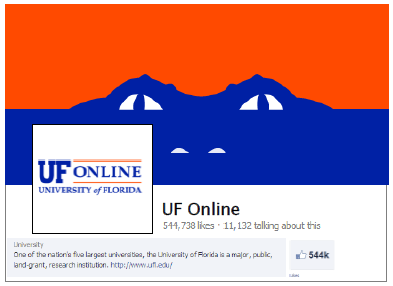 UF ONLINE
UNIVERSITY of FLORIDA
UF Online
544,738 likes · 11,132 talking about this
University
One of the nation's five largest universities, the University of Florida is a major, public,
land-grant, research institution. http://www.ufl.edu/
544k
Likes